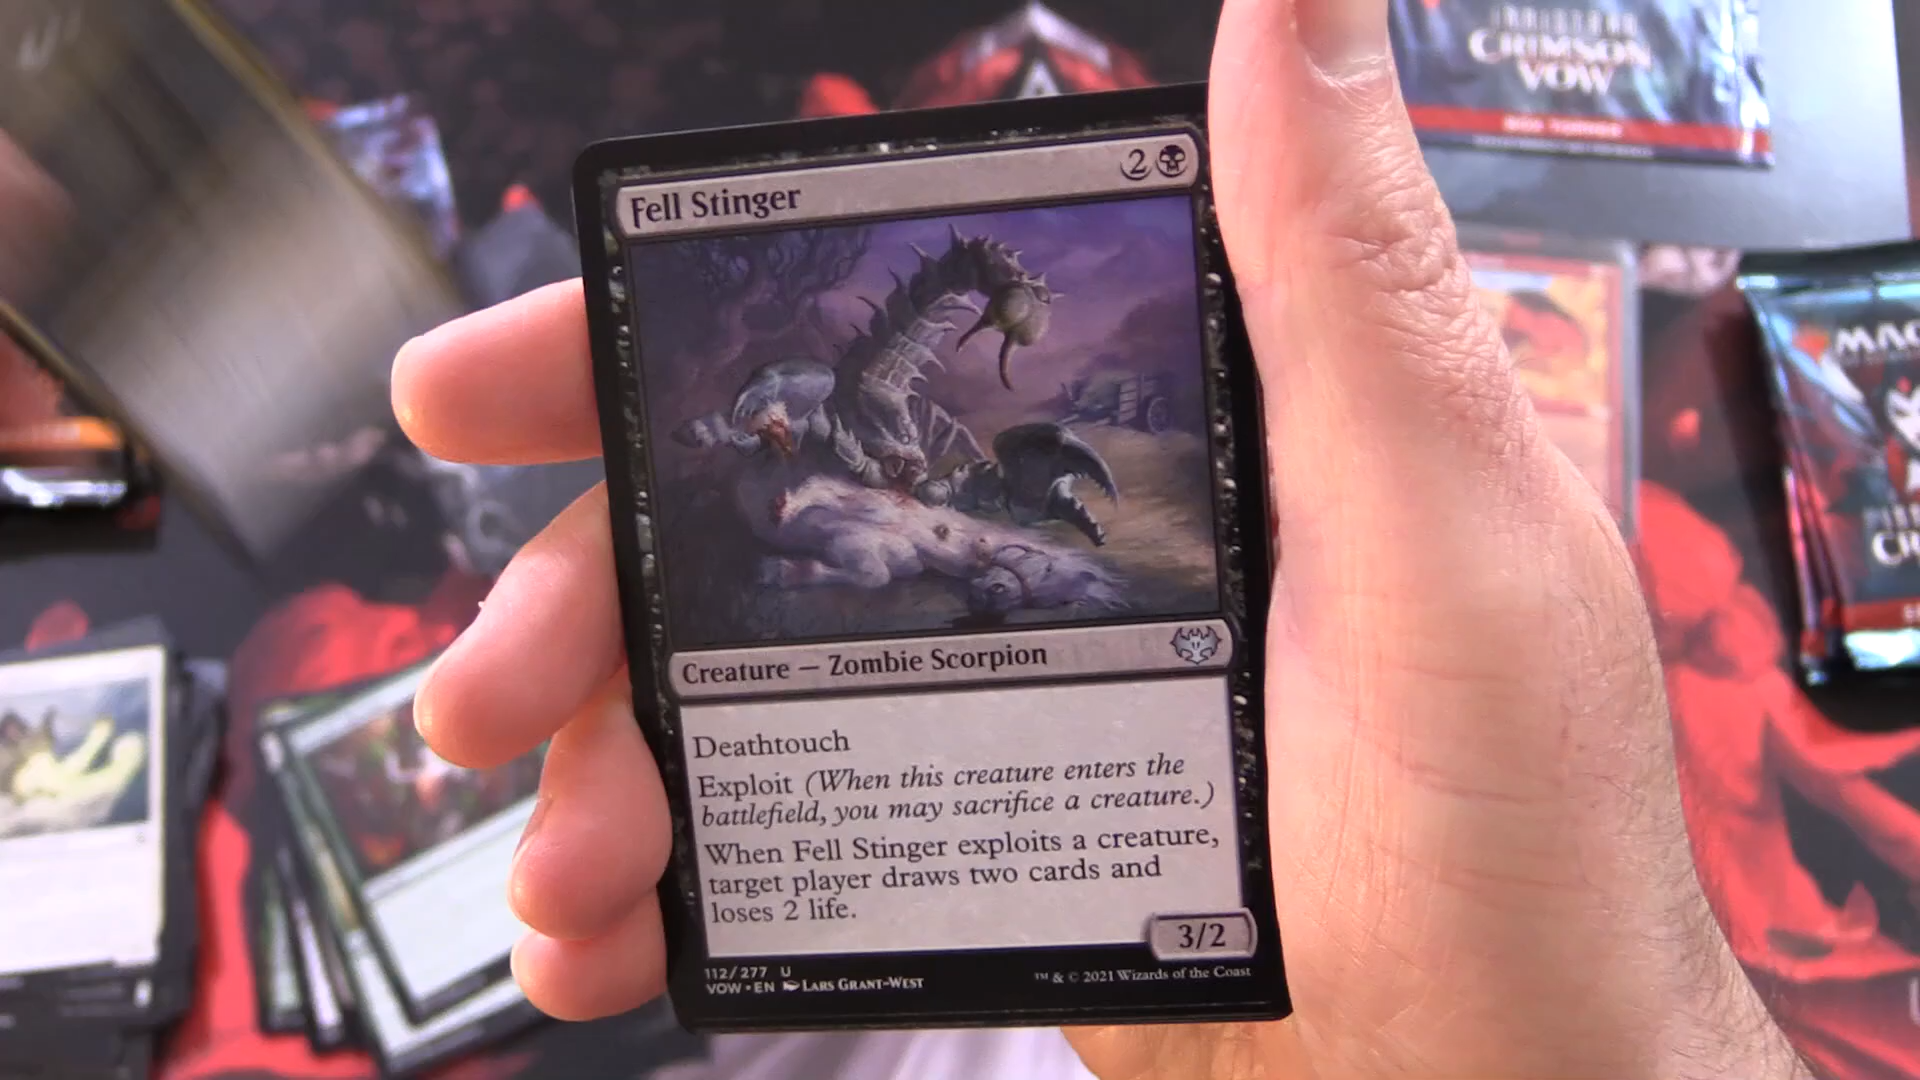 INNISTRAD
CRIMSON
VOW
Fell Stinger
2
Creature — Zombie Scorpion
Deathtouch
Exploit (When this creature enters the
battlefield, you may sacrifice a creature.)
When Fell Stinger exploits a creature,
target player draws two cards and
loses 2 life.
3/2
112/277 U
VOW • EN LARS GRANT-WEST
™ & © 2021 Wizards of the Coast